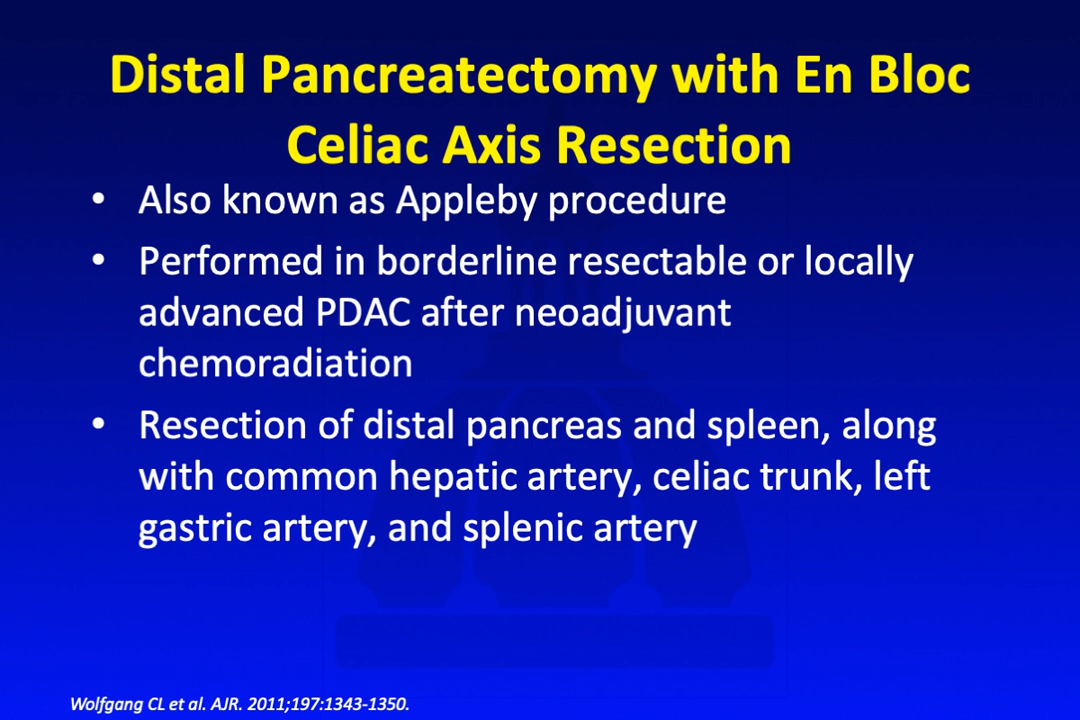 Distal Pancreatectomy with En Bloc
Celiac Axis Resection
• Also known as Appleby procedure
• Performed in borderline resectable or locally
advanced PDAC after neoadjuvant
chemoradiation
• Resection of distal pancreas and spleen, along
with common hepatic artery, celiac trunk, left
gastric artery, and splenic artery
Wolfgang CL et al. AJR. 2011;197:1343-1350.